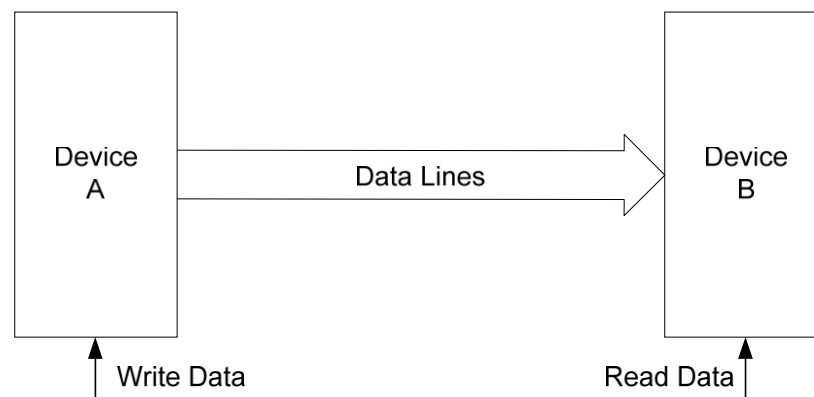 Device
A
Data Lines
Device
B
Write Data
Read Data